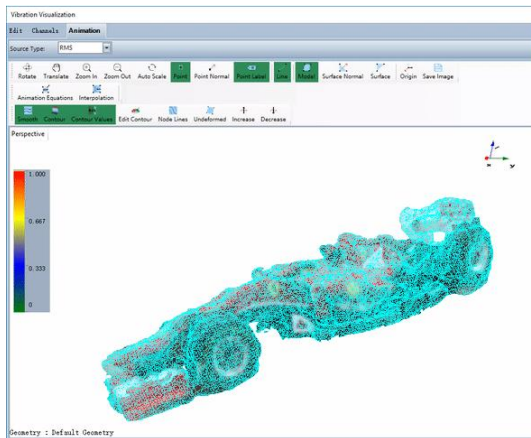 Vibration Visualization
Edit Channels Animation
Source Type: RMS
Rotate Translate Zoom In Zoom Out Auto Scale Point Point Normal Point Label Line Model Surface Normal Surface Origin Save Image
Animation Equations Interpolation
Smooth Contour Contour Values Edit Contour Node Lines Undeformed Increase Decrease
Perspective
1.000
0.667
0.333
0
Geometry : Default Geometry